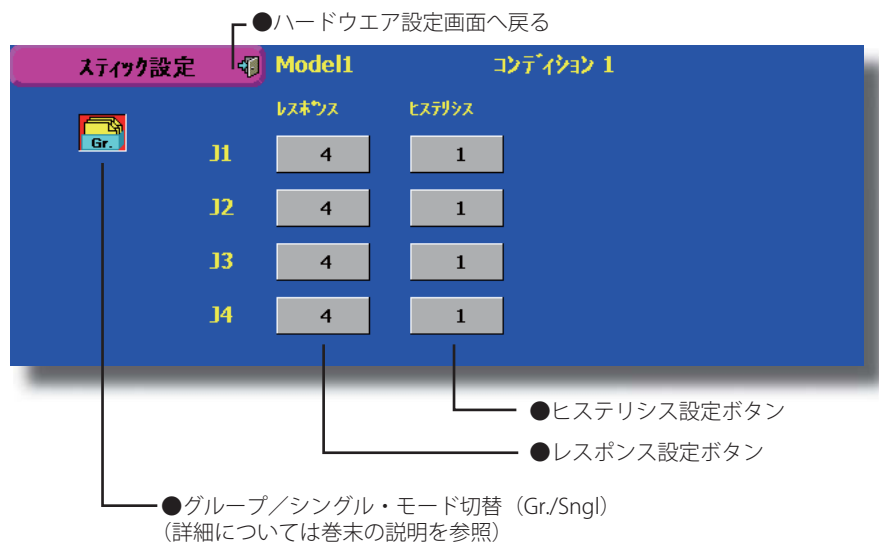 ●ハードウエア設定画面へ戻る
スティック設定 Model1 コンディション 1
レスポンス ヒステリシス
Gr.
J1 4 1
J2 4 1
J3 4 1
J4 4 1
●ヒステリシス設定ボタン
●レスポンス設定ボタン
●グループ／シングル・モード切替（Gr./Sngl）
（詳細については巻末の説明を参照）